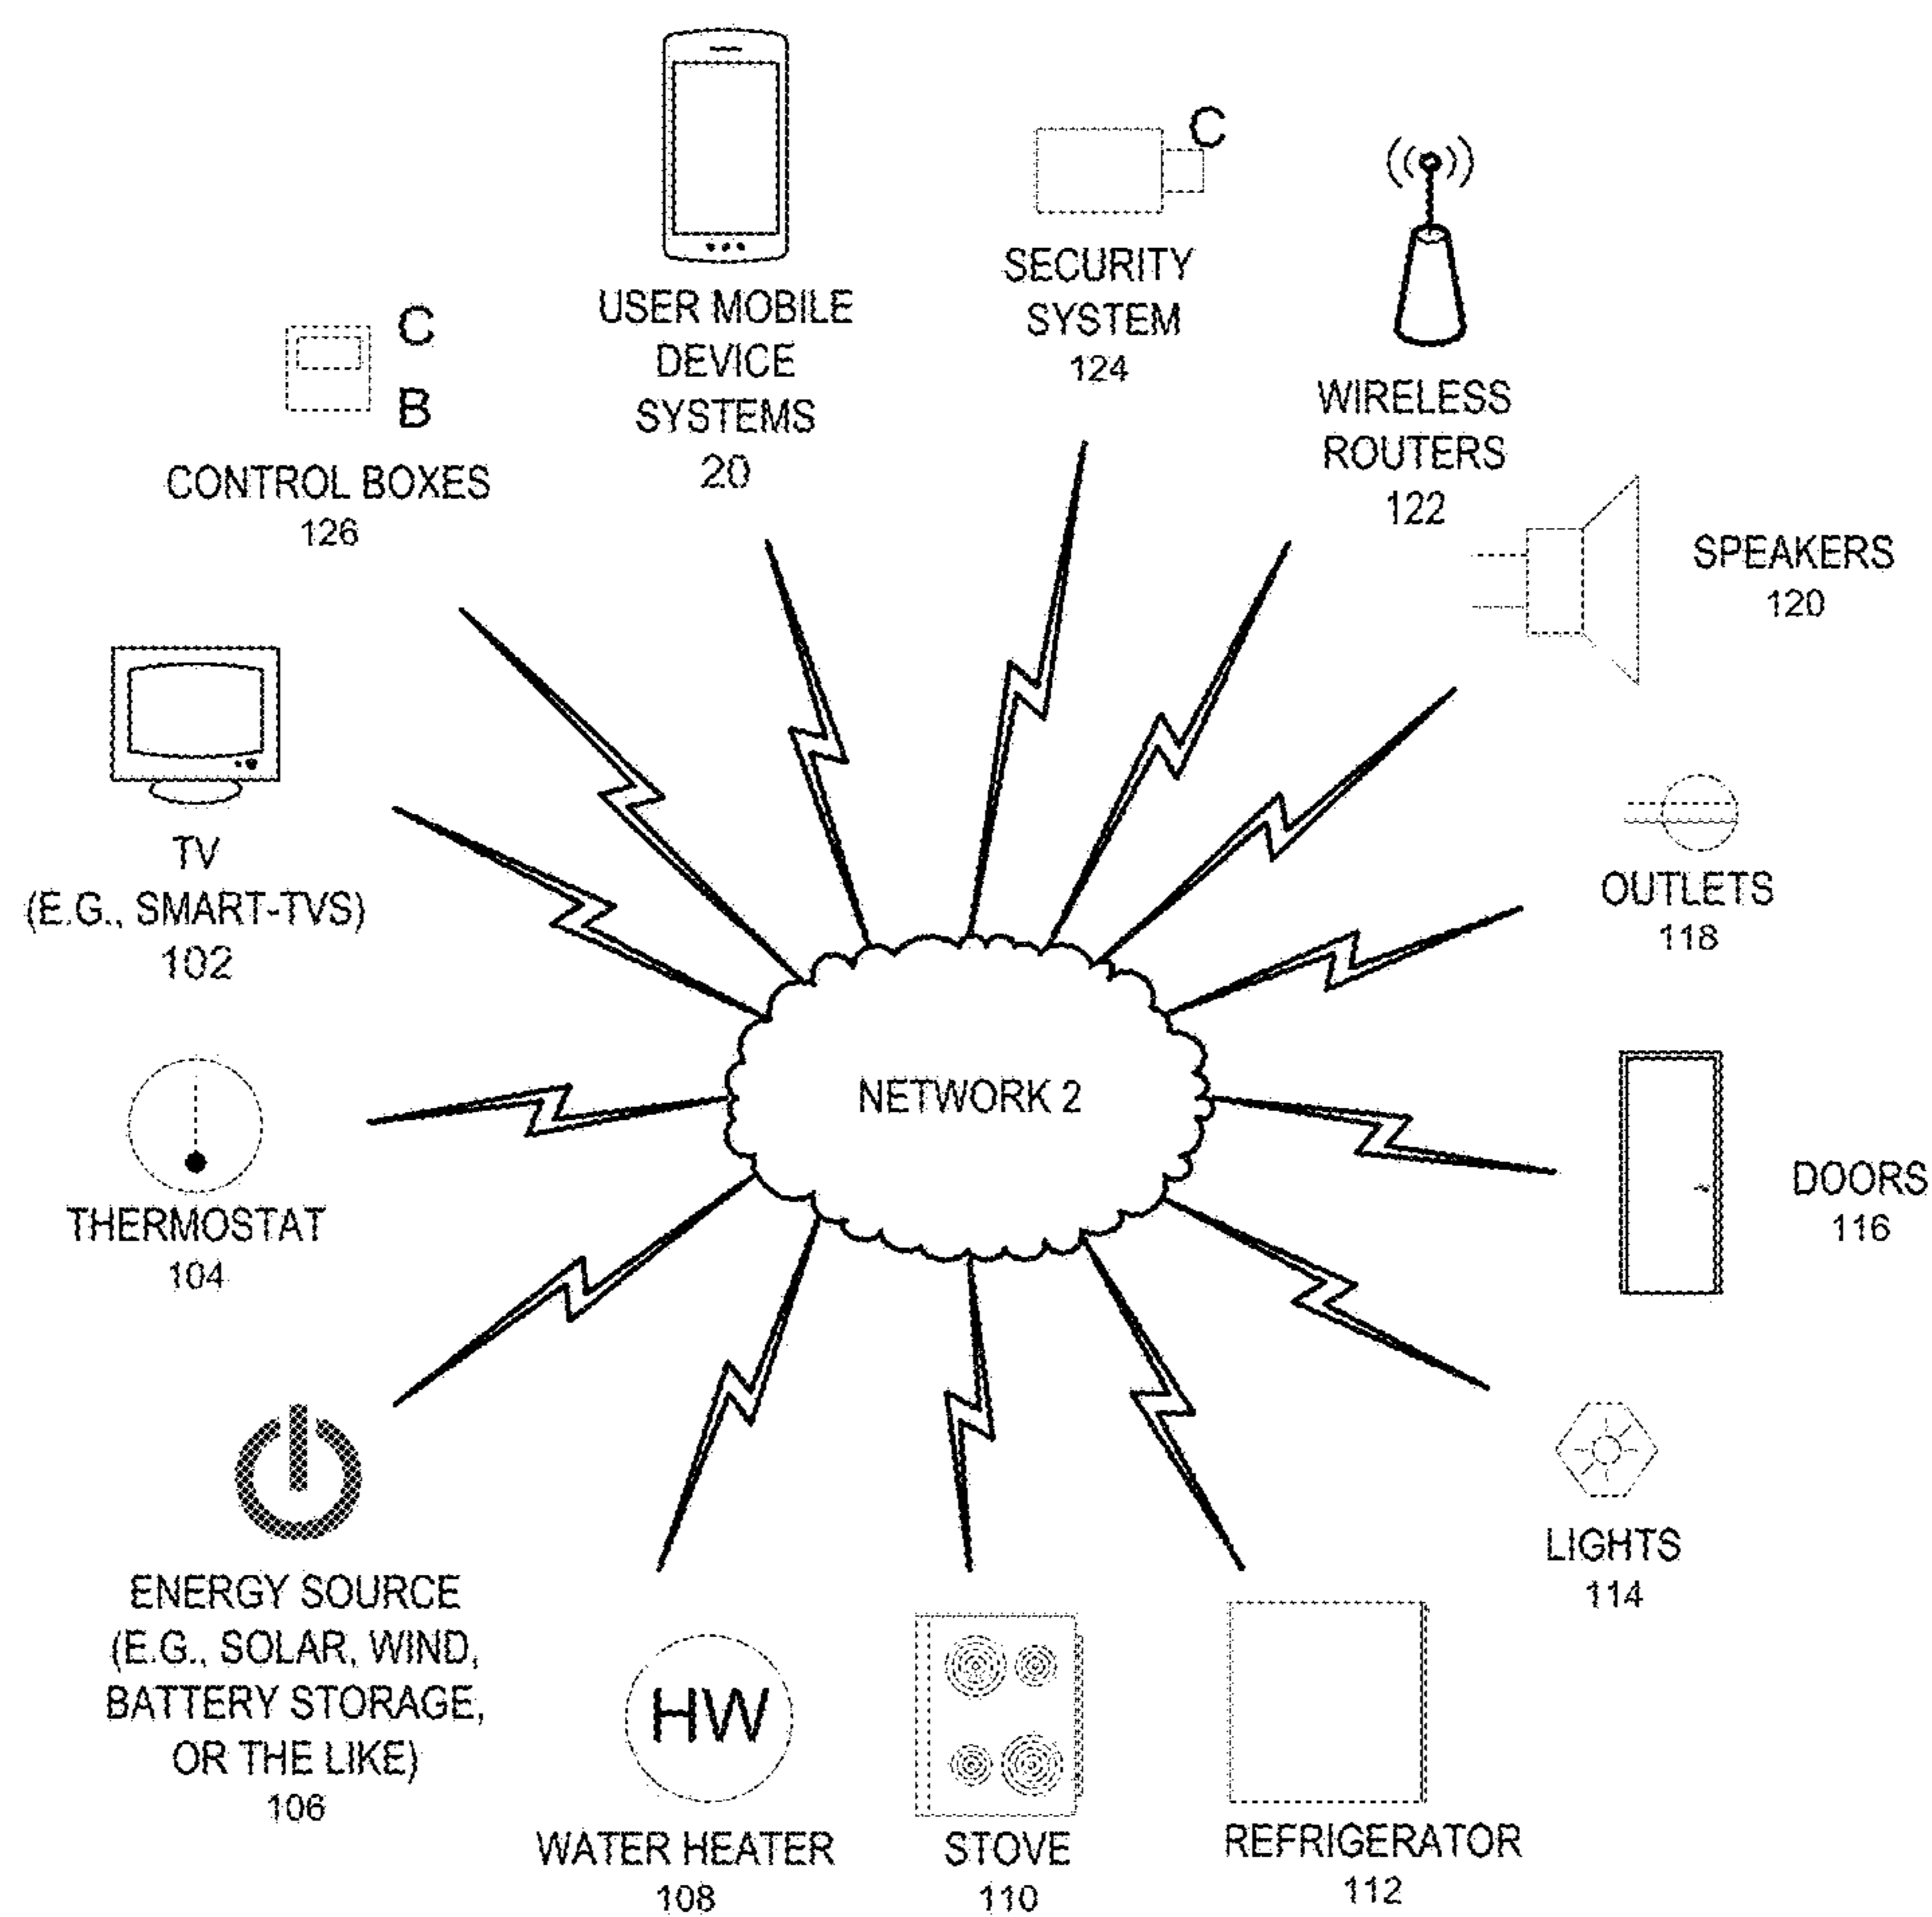 C
USER MOBILE
DEVICE
SYSTEMS
20
SECURITY
SYSTEM
124
WIRELESS
ROUTERS
122
C
B
CONTROL BOXES
126
SPEAKERS
120
TV
(E.G., SMART-TVS)
102
OUTLETS
118
NETWORK 2
THERMOSTAT
104
DOORS
116
ENERGY SOURCE
(E.G., SOLAR, WIND,
BATTERY STORAGE,
OR THE LIKE)
106
LIGHTS
114
HW
WATER HEATER
108
STOVE
110
REFRIGERATOR
112